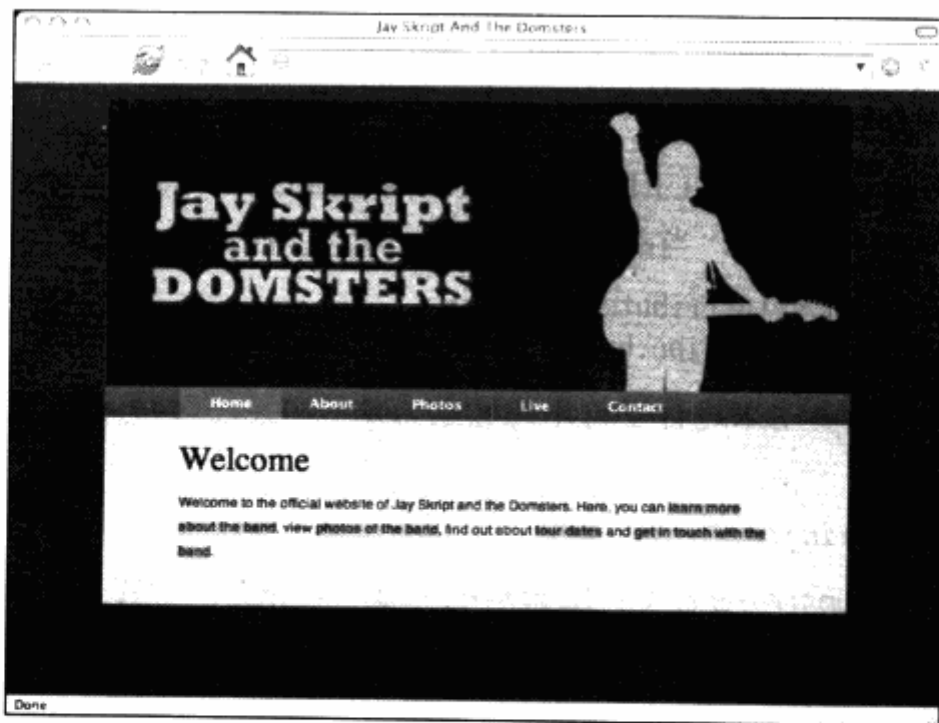 Jay Skript And The Domsters
Jay Skript
and the
DOMSTERS
Home About Photos Live Contact
Welcome
Welcome to the official website of Jay Skript and the Domsters. Here, you can learn more
about the band, view photos of the band, find out about tour dates and get in touch with the
band.
Done